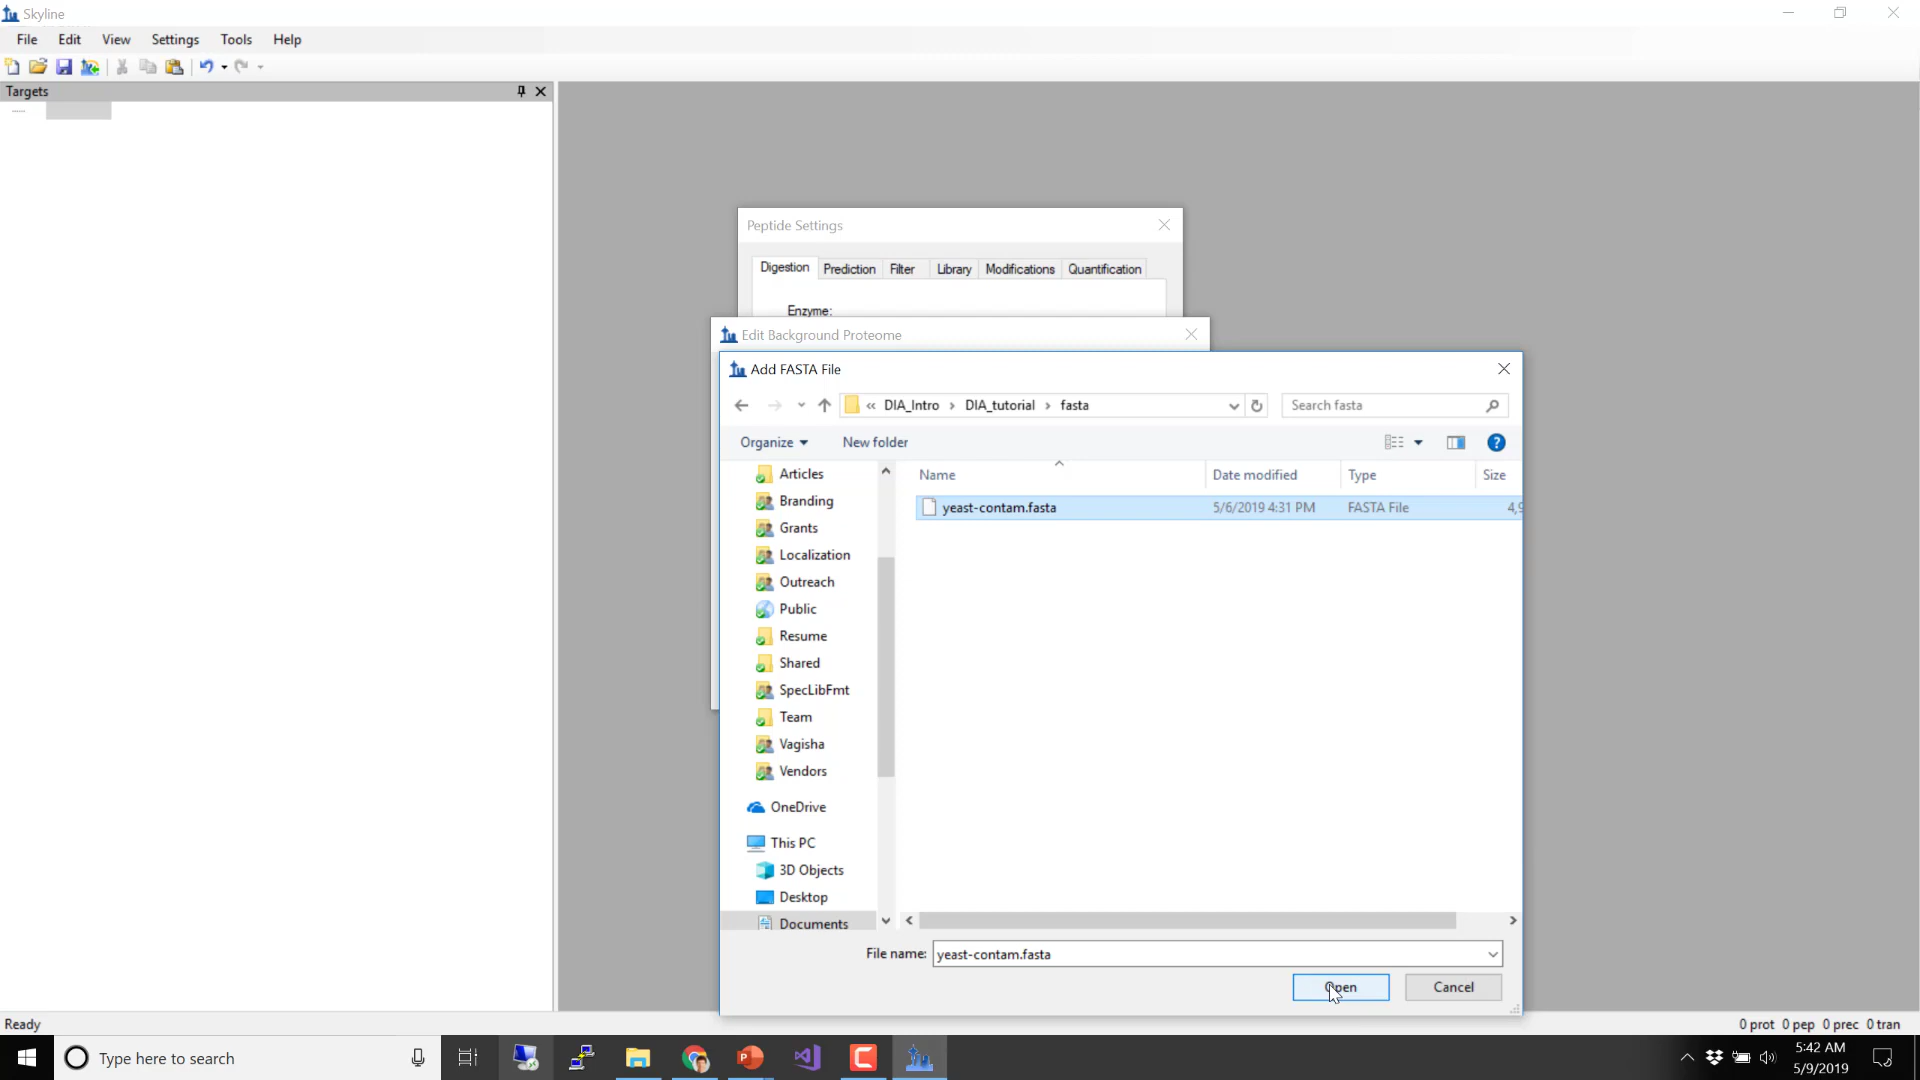 Skyline
File Edit View Settings Tools Help
Targets
Peptide Settings
Digestion Prediction Filter Library Modifications Quantification
Enzyme:
Edit Background Proteome
Add FASTA File
« DIA_Intro › DIA_tutorial › fasta
Search fasta
Organize New folder
Name Date modified Type Size
yeast-contam.fasta 5/6/2019 4:31 PM FASTA File 4,9
Articles
Branding
Grants
Localization
Outreach
Public
Resume
Shared
SpecLibFmt
Team
Vagisha
Vendors
OneDrive
This PC
3D Objects
Desktop
Documents
File name: yeast-contam.fasta
Open Cancel
Ready
0 prot 0 pep 0 prec 0 tran
Type here to search
5:42 AM
5/9/2019